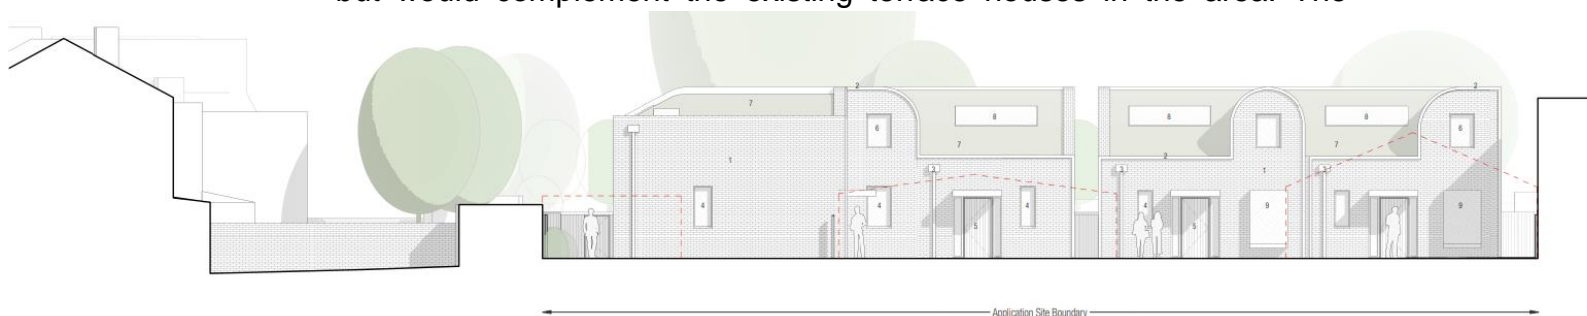 but would complement the existing terrace houses in the area. The
2 2
7
8 8 8
6 6
1 7 2 1 7
3 3 3
4 4 4 4 9 9
5 5
Application Site Boundary